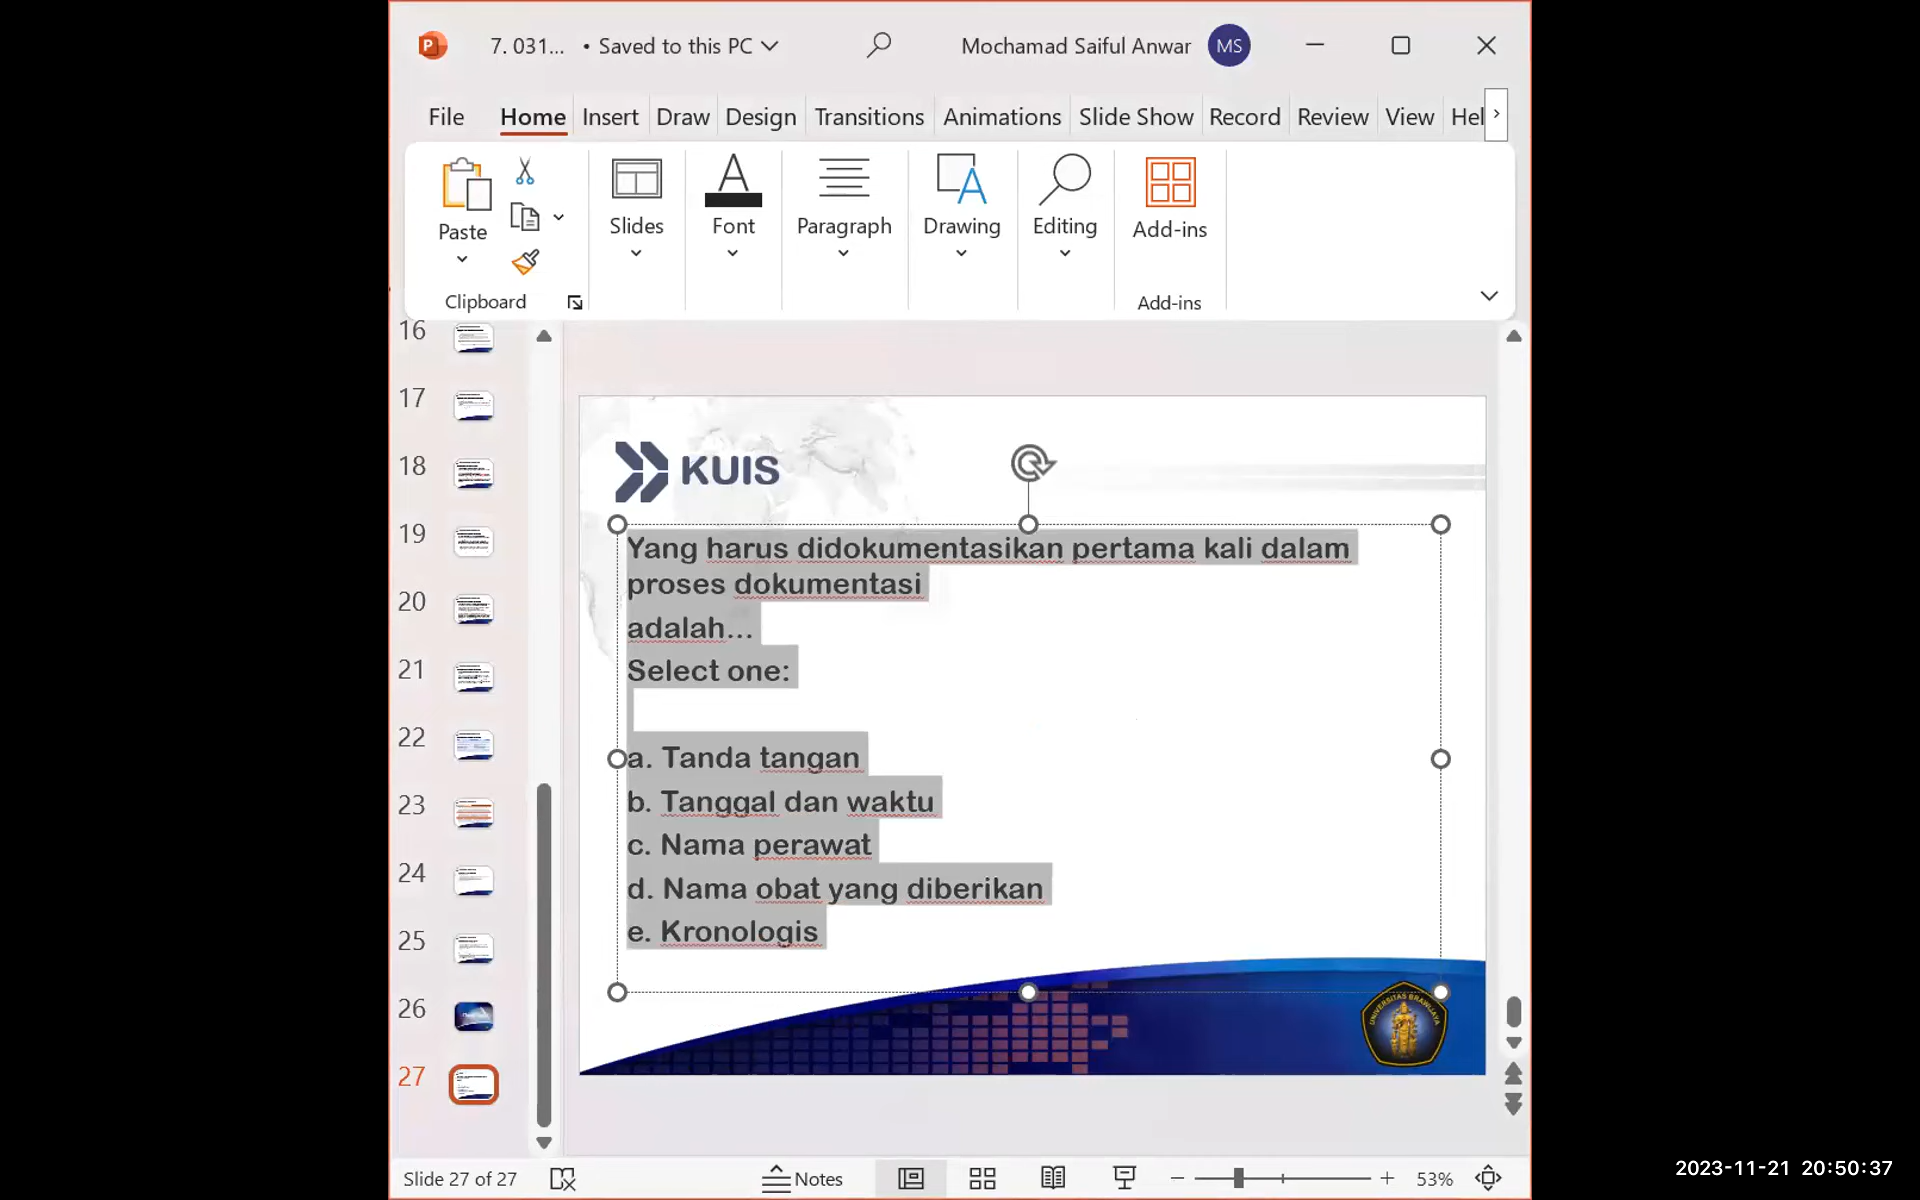 7. 031... • Saved to this PC
Mochamad Saiful Anwar MS
File Home Insert Draw Design Transitions Animations Slide Show Record Review View Hel
Paste
Slides
Font
Paragraph
Drawing
Editing
Add-ins
Clipboard
Add-ins
16
17
18
19
20
21
22
23
24
25
26
27
KUIS
Yang harus didokumentasikan pertama kali dalam
proses dokumentasi
adalah...
Select one:
a. Tanda tangan
b. Tanggal dan waktu
c. Nama perawat
d. Nama obat yang diberikan
e. Kronologis
UNIVERSITAS BRAWIJAYA
Slide 27 of 27
Notes
53%
2023-11-21 20:50:37